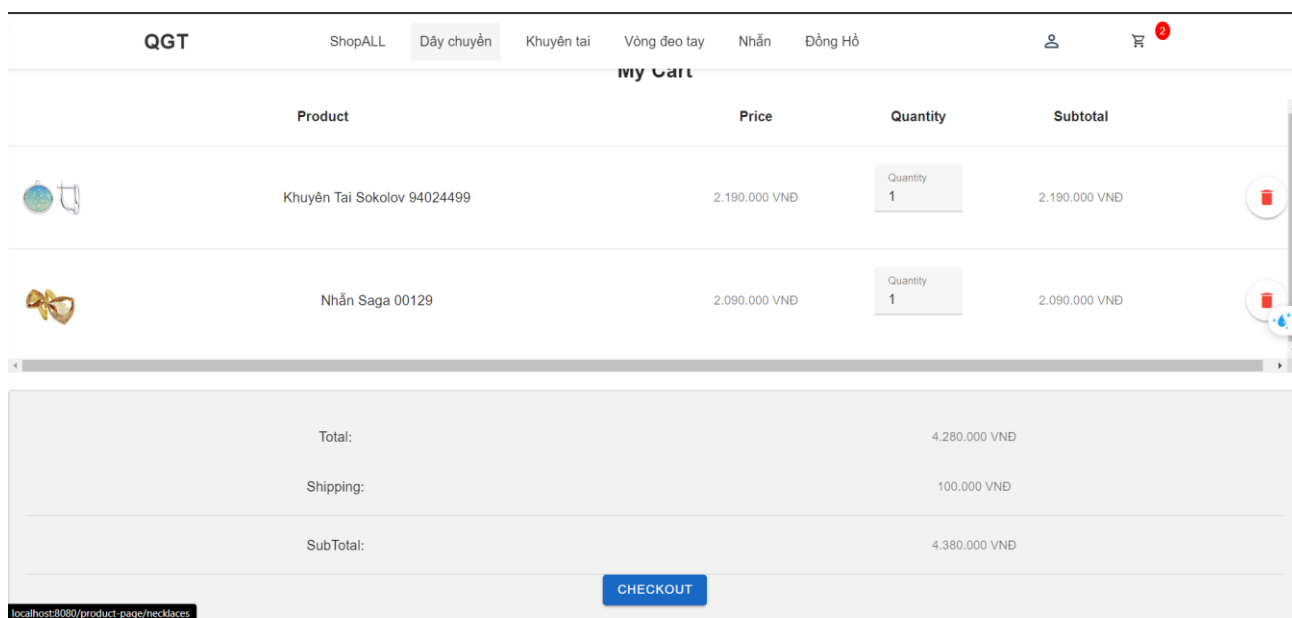 QGT ShopALL Dây chuyền Khuyên tai Vòng đeo tay Nhẫn Đồng Hồ 2
My Cart
Product Price Quantity Subtotal
Quantity
Khuyên Tai Sokolov 94024499 2.190.000 VNĐ 1 2.190.000 VNĐ
Quantity
Nhẫn Saga 00129 2.090.000 VNĐ 1 2.090.000 VNĐ
Total: 4.280.000 VNĐ
Shipping: 100.000 VNĐ
SubTotal: 4.380.000 VNĐ
CHECKOUT
localhost:8080/product-page/necklaces